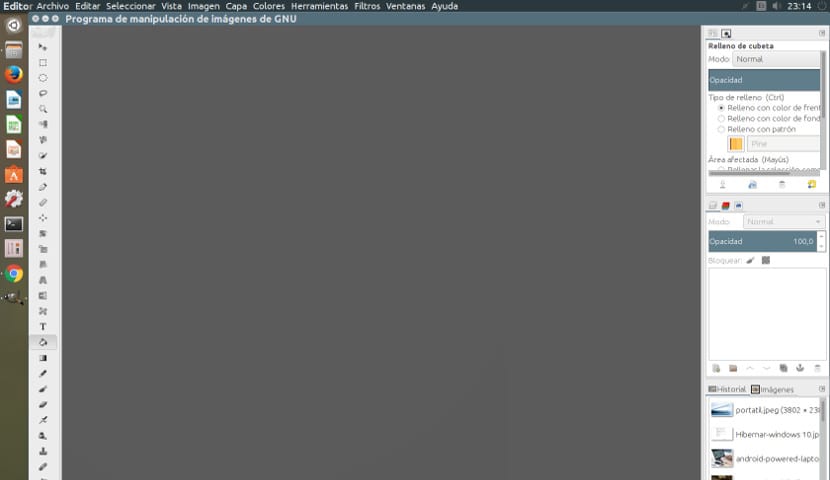 Editor Archivo Editar Seleccionar Vista Imagen Capa Colores Herramientas Filtros Ventanas Ayuda 23:14
Programa de manipulación de imágenes de GNU
Relleno de cubeta
Modo: Normal
Opacidad
Tipo de relleno (Ctrl)
Relleno con color de frent
Relleno con color de fond
Relleno con patrón
Pine
Área afectada (Mayús)
Modo: Normal
Opacidad 100,0
Bloquear:
Historial Imágenes
portatil.jpeg (3802 × 23
Hibernar-windows 10.jp
android-powered-lapto